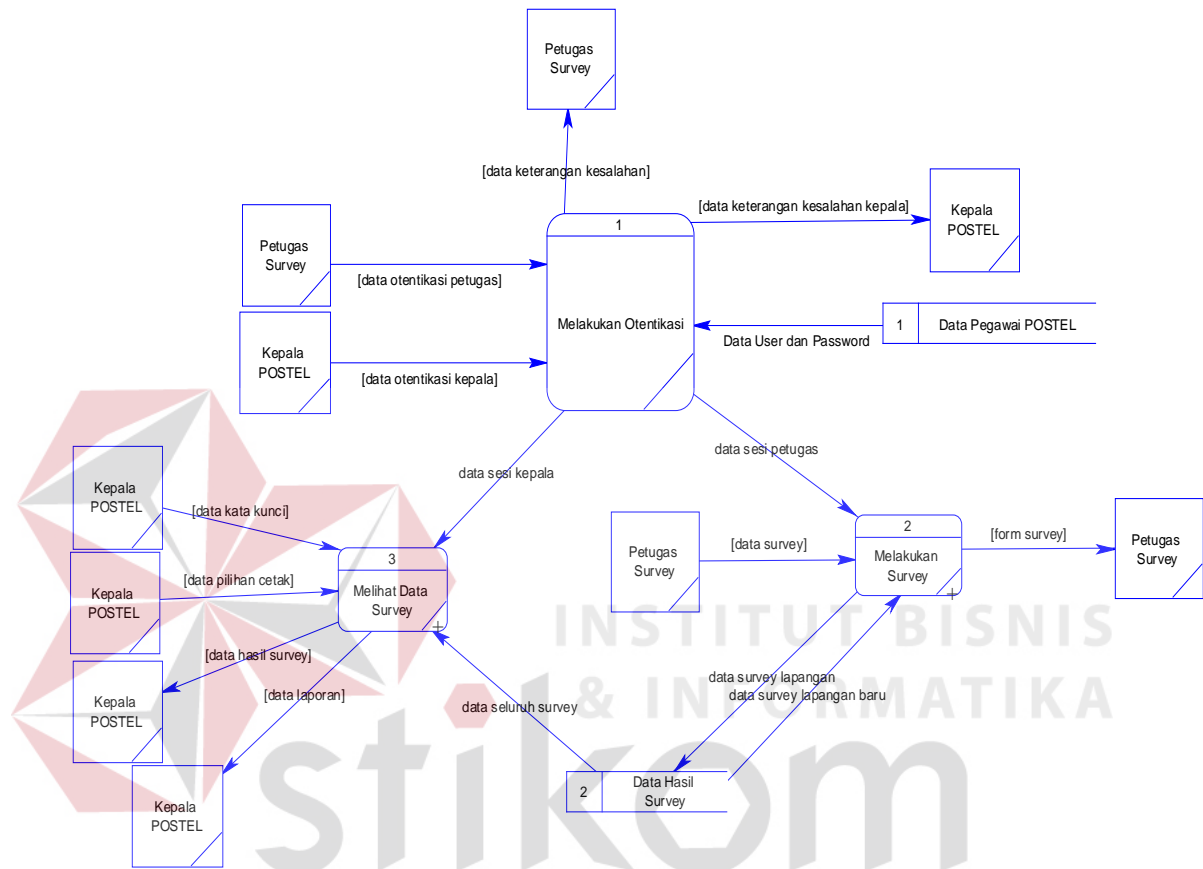 Petugas
Survey
[data keterangan kesalahan]
[data keterangan kesalahan kepala]
Kepala
POSTEL
1
Petugas
Survey
[data otentikasi petugas]
Melakukan Otentikasi
1
Data Pegawai POSTEL
Data User dan Password
Kepala
POSTEL
[data otentikasi kepala]
data sesi kepala
data sesi petugas
Kepala
POSTEL
[data kata kunci]
3
Melihat Data
Survey
Kepala
POSTEL
[data pilihan cetak]
Petugas
Survey
[data survey]
2
Melakukan
Survey
[form survey]
Petugas
Survey
Kepala
POSTEL
[data hasil survey]
[data laporan]
Kepala
POSTEL
data seluruh survey
data survey lapangan
data survey lapangan baru
2
Data Hasil
Survey
INSTITUT BISNIS
& INFORMATIKA
stikom